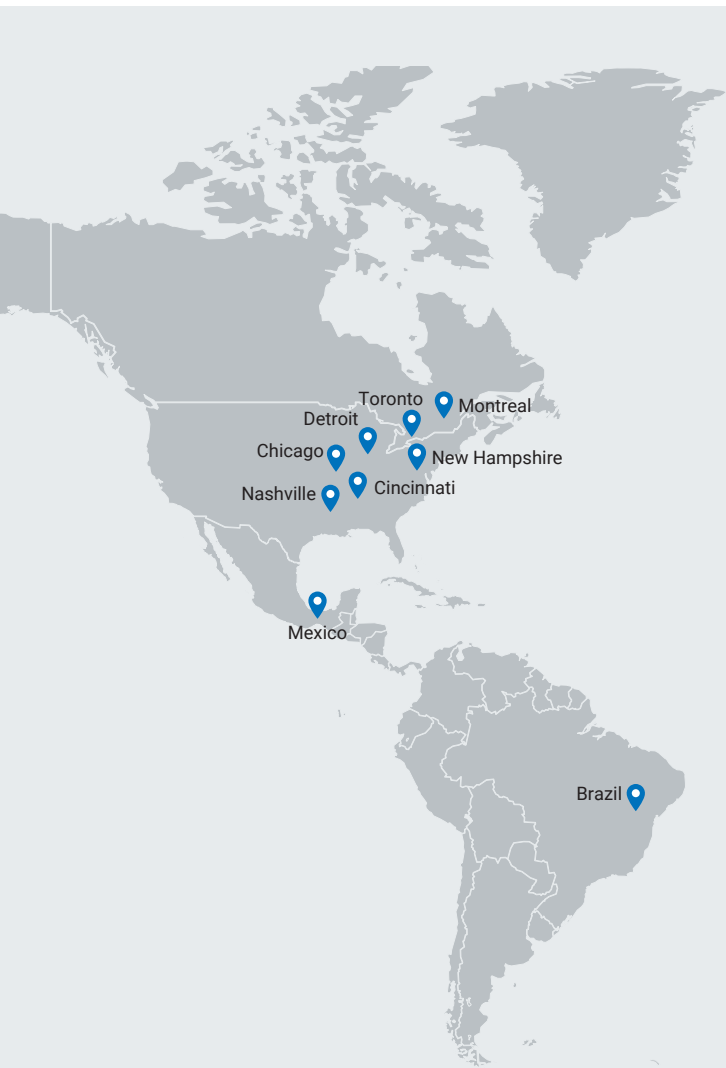 Toronto
Montreal
Detroit
Chicago
New Hampshire
Nashville
Cincinnati
Mexico
Brazil